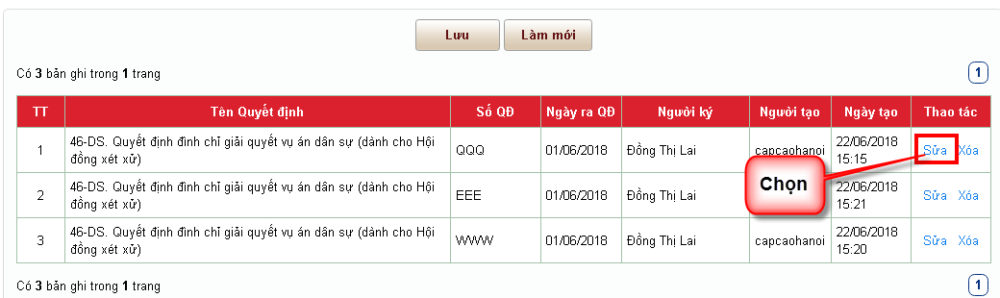 Lưu Làm mới
Có 3 bản ghi trong 1 trang 1
TT Tên Quyết định Số QĐ Ngày ra QĐ Người ký Người tạo Ngày tạo Thao tác
1 46-DS. Quyết định đình chỉ giải quyết vụ án dân sự (dành cho Hội đồng xét xử) QQQ 01/06/2018 Đồng Thị Lai capcaohanoi 22/06/2018 15:15 Sửa Xóa
Chọn
2 46-DS. Quyết định đình chỉ giải quyết vụ án dân sự (dành cho Hội đồng xét xử) EEE 01/06/2018 Đồng Thị Lai 22/06/2018 15:21 Sửa Xóa
3 46-DS. Quyết định đình chỉ giải quyết vụ án dân sự (dành cho Hội đồng xét xử) WWW 01/06/2018 Đồng Thị Lai capcaohanoi 22/06/2018 15:20 Sửa Xóa
Có 3 bản ghi trong 1 trang 1